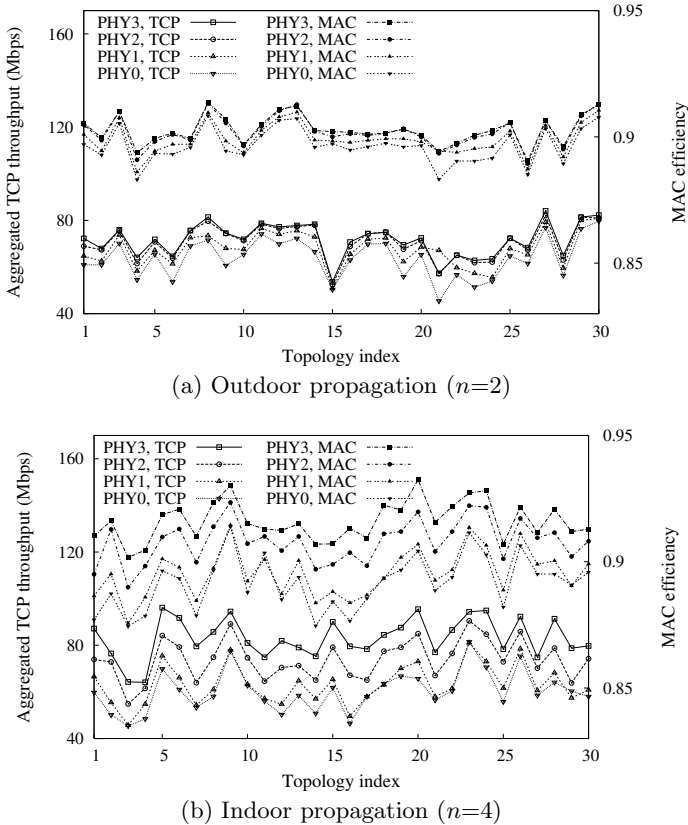 170
0.95
PHY3, TCP PHY3, MAC
PHY2, TCP PHY2, MAC
PHY1, TCP PHY1, MAC
PHY0, TCP PHY0, MAC
160
120
80
40
Aggregated TCP throughput (Mbps)
0.9
0.85
MAC efficiency
1 5 10 15 20 25 30
Topology index
(a) Outdoor propagation (n=2)
170
0.95
PHY3, TCP PHY3, MAC
PHY2, TCP PHY2, MAC
PHY1, TCP PHY1, MAC
PHY0, TCP PHY0, MAC
160
120
80
40
Aggregated TCP throughput (Mbps)
0.9
0.85
MAC efficiency
1 5 10 15 20 25 30
Topology index
(b) Indoor propagation (n=4)